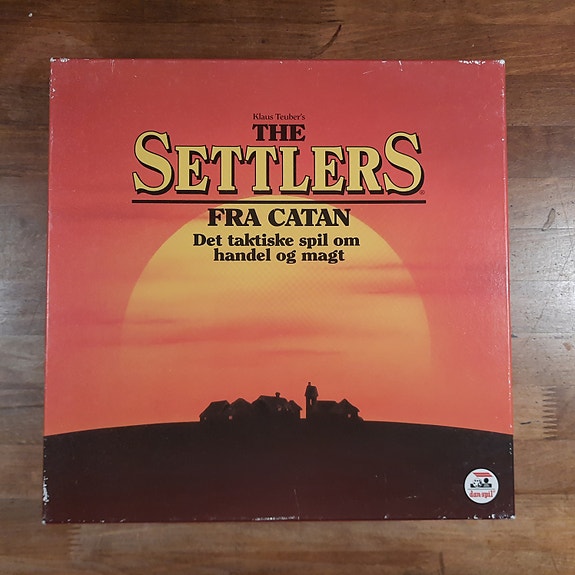 Klaus Teuber's
THE
SETTLERS®
FRA CATAN
Det taktiske spil om
handel og magt
dan spil